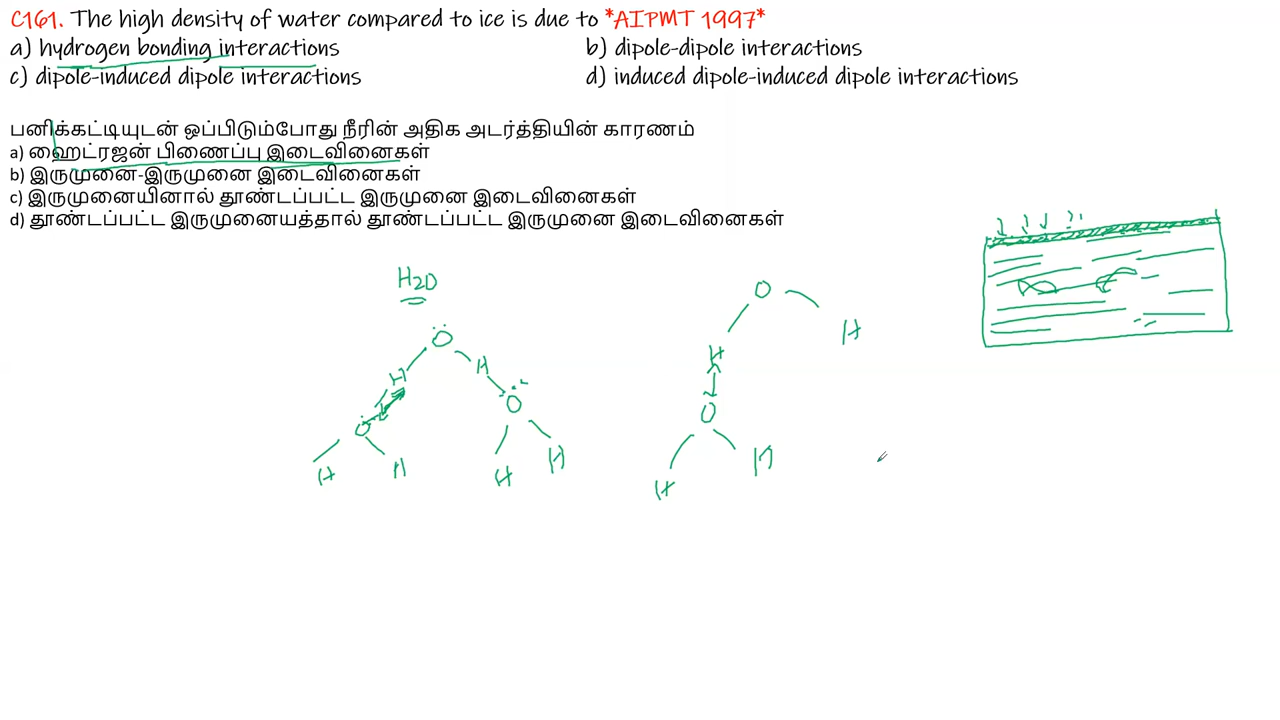 C161. The high density of water compared to ice is due to *AIPMT 1997*
a) hydrogen bonding interactions b) dipole-dipole interactions
c) dipole-induced dipole interactions d) induced dipole-induced dipole interactions
பனிக்கட்டியுடன் ஒப்பிடும்போது நீரின் அதிக அடர்த்தியின் காரணம்
a) ஹைட்ரஜன் பிணைப்பு இடைவினைகள்
b) இருமுனை-இருமுனை இடைவினைகள்
c) இருமுனையினால் தூண்டப்பட்ட இருமுனை இடைவினைகள்
d) தூண்டப்பட்ட இருமுனையத்தால் தூண்டப்பட்ட இருமுனை இடைவினைகள்
H2O
O
H H
O O
H H H H
O
H
H
O
H H